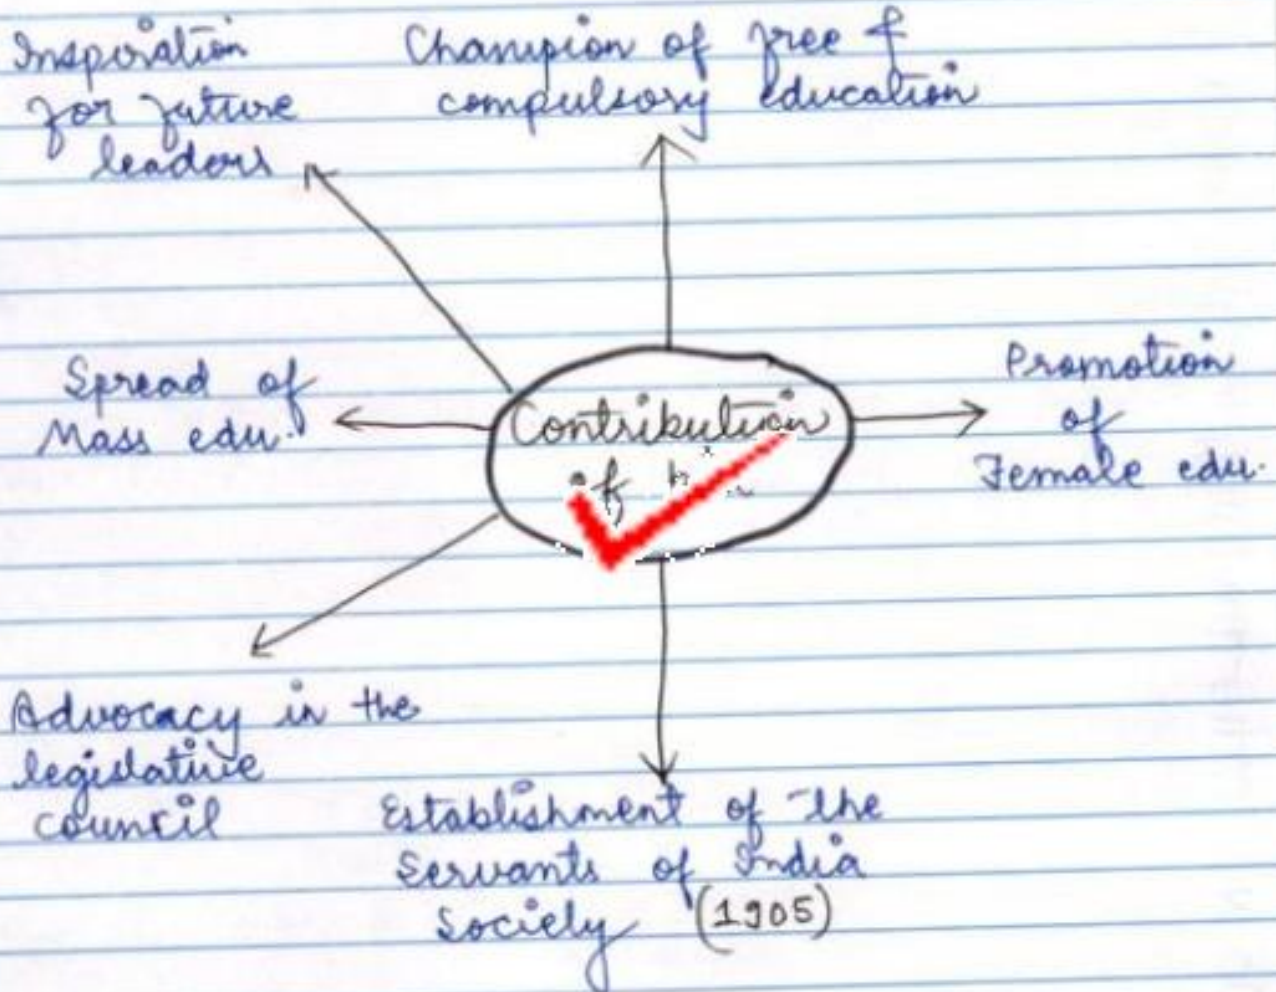 Inspiration
for future
leaders
Champion of free &
compulsory education
Spread of
Mass edu.
Contribution
of
Promotion
of
Female edu.
Advocacy in the
legislative
council
Establishment of the
Servants of India
Society (1905)